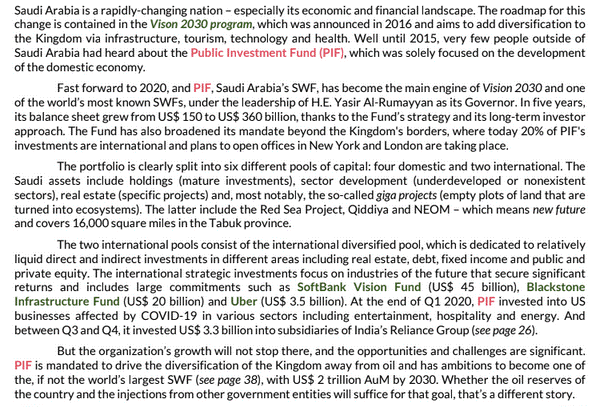 Saudi Arabia is a rapidly-changing nation – especially its economic and financial landscape. The roadmap for this
change is contained in the Vison 2030 program, which was announced in 2016 and aims to add diversification to
the Kingdom via infrastructure, tourism, technology and health. Well until 2015, very few people outside of
Saudi Arabia had heard about the Public Investment Fund (PIF), which was solely focused on the development
of the domestic economy.
Fast forward to 2020, and PIF, Saudi Arabia's SWF, has become the main engine of Vision 2030 and one
of the world's most known SWFs, under the leadership of H.E. Yasir Al-Rumayyan as its Governor. In five years,
its balance sheet grew from US$ 150 to US$ 360 billion, thanks to the Fund's strategy and its long-term investor
approach. The Fund has also broadened its mandate beyond the Kingdom's borders, where today 20% of PIF's
investments are international and plans to open offices in New York and London are taking place.
The portfolio is clearly split into six different pools of capital: four domestic and two international. The
Saudi assets include holdings (mature investments), sector development (underdeveloped or nonexistent
sectors), real estate (specific projects) and, most notably, the so-called giga projects (empty plots of land that
are turned into ecosystems). The latter include the Red Sea Project, Qiddiya and NEOM – which means new future
and covers 16,000 square miles in the Tabuk province.
The two international pools consist of the international diversified pool, which is dedicated to relatively
liquid direct and indirect investments in different areas including real estate, debt, fixed income and public and
private equity. The international strategic investments focus on industries of the future that secure significant
returns and includes large commitments such as SoftBank Vision Fund (US$ 45 billion), Blackstone
Infrastructure Fund (US$ 20 billion) and Uber (US$ 3.5 billion). At the end of Q1 2020, PIF invested into US
businesses affected by COVID-19 in various sectors including entertainment, hospitality and energy. And
between Q3 and Q4, it invested US$ 3.3 billion into subsidiaries of India's Reliance Group (see page 26).
But the organization's growth will not stop there, and the opportunities and challenges are significant.
PIF is mandated to drive the diversification of the Kingdom away from oil and has ambitions to become one of
the, if not the world's largest SWF (see page 38), with US$ 2 trillion AuM by 2030. Whether the oil reserves of
the country and the injections from other government entities will suffice for that goal, that's a different story.